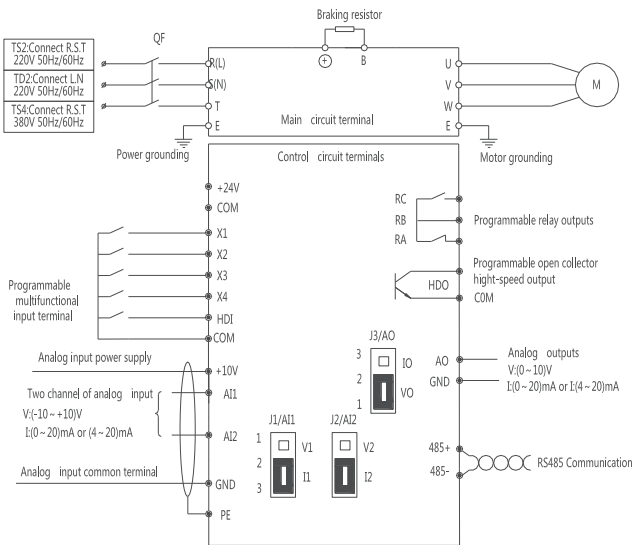 Braking resistor
QF
TS2:Connect R.S.T
220V 50Hz/60Hz
TD2:Connect L.N
220V 50Hz/60Hz
TS4:Connect R.S.T
380V 50Hz/60Hz
R(L)
S(N)
T
E
+
B
U
V
W
E
M
Main circuit terminal
Power grounding
Motor grounding
Control circuit terminals
+24V
COM
X1
X2
X3
X4
HDI
COM
Programmable
multifunctional
input terminal
RC
RB
RA
Programmable relay outputs
Programmable open collector
hight-speed output
HDO
C0M
Analog input power supply
+10V
Two channel of analog input
V:(-10~+10)V
I:(0~20)mA or (4~20)mA
AI1
AI2
Analog input common terminal
GND
PE
J3/AO
3
2
1
IO
VO
AO
GND
Analog outputs
V:(0~10)V
I:(0~20)mA or I:(4~20)mA
J1/AI1
1
2
3
V1
I1
J2/AI2
V2
I2
485+
485-
RS485 Communication